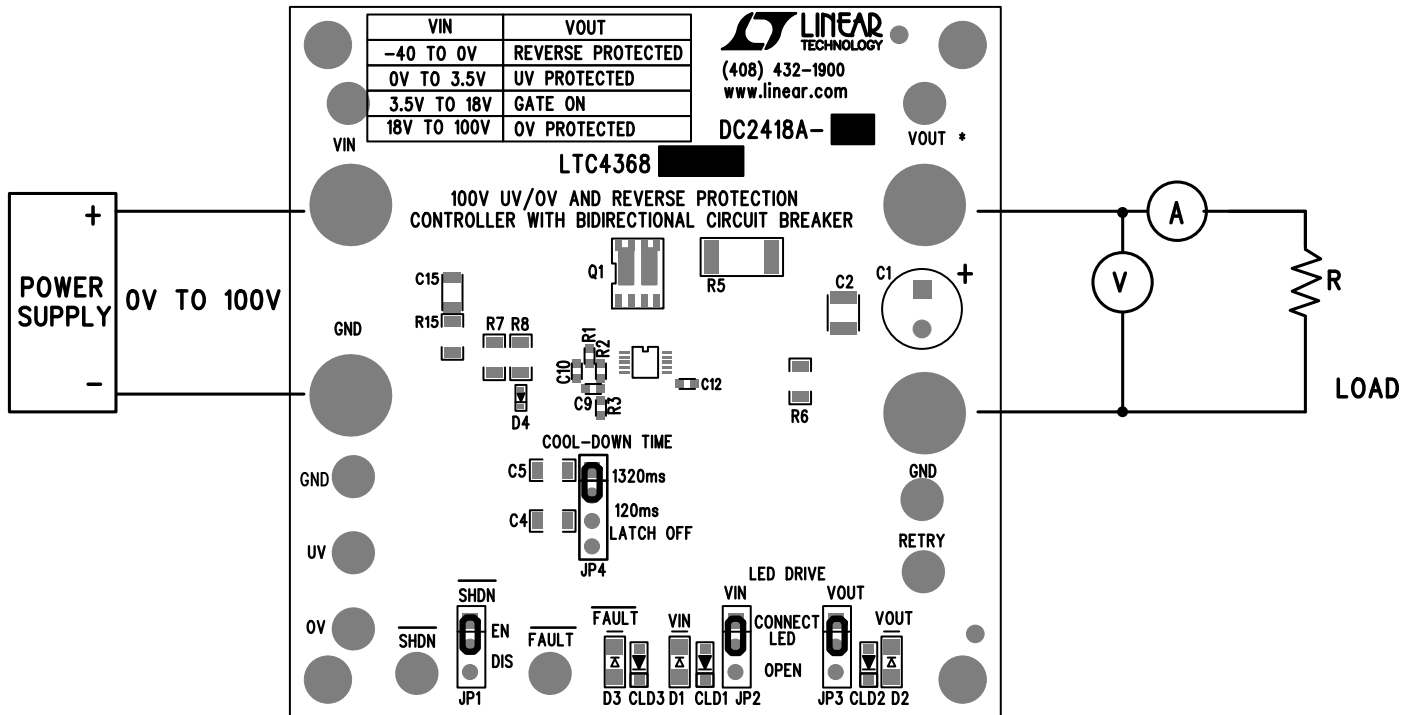 VIN VOUT
-40 TO 0V REVERSE PROTECTED
0V TO 3.5V UV PROTECTED
3.5V TO 18V GATE ON
18V TO 100V OV PROTECTED
LINEAR
TECHNOLOGY
(408) 432-1900
www.linear.com
DC2418A-
VIN
VOUT *
LTC4368
100V UV/OV AND REVERSE PROTECTION
CONTROLLER WITH BIDIRECTIONAL CIRCUIT BREAKER
+
POWER
SUPPLY
-
0V TO 100V
A
V
R
LOAD
Q1
R5
C15
R15
C2
C1
+
GND
R7
R8
R1
R2
C10
C9
R3
C12
R6
D4
COOL-DOWN TIME
C5
1320ms
120ms
C4
LATCH OFF
JP4
GND
GND
UV
RETRY
OV
SHDN
SHDN
EN
DIS
JP1
FAULT
FAULT
D3
CLD3
LED DRIVE
VIN
VIN
VOUT
CONNECT
LED
OPEN
VOUT
D1
CLD1
JP2
JP3
CLD2
D2